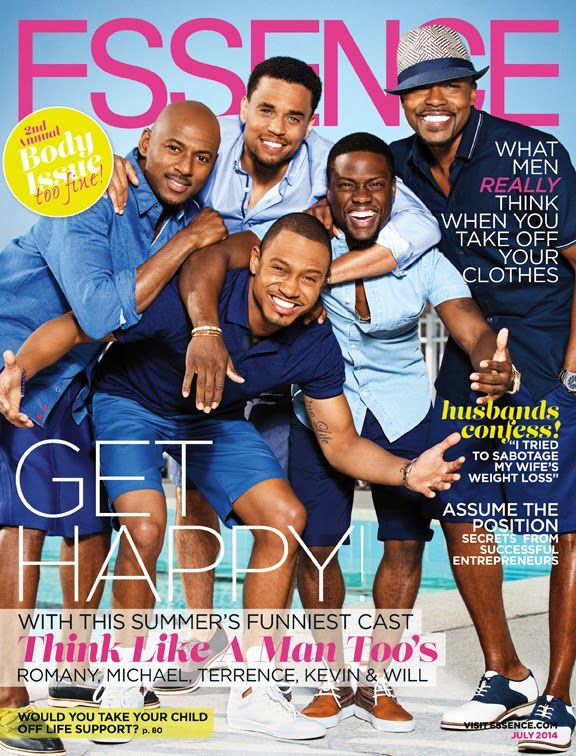 ESSENCE
2nd
Annual
Body
Issue
too fine!
WHAT
MEN
REALLY
THINK
WHEN YOU
TAKE OFF
YOUR
CLOTHES
husbands
confess!
"I TRIED
TO SABOTAGE
MY WIFE'S
WEIGHT LOSS"
ASSUME THE
POSITION
SECRETS FROM
SUCCESSFUL
ENTREPRENEURS
GET
HAPPY!
WITH THIS SUMMER'S FUNNIEST CAST
Think Like A Man Too's
ROMANY, MICHAEL, TERRENCE, KEVIN & WILL
WOULD YOU TAKE YOUR CHILD
OFF LIFE SUPPORT? p. 80
VISIT ESSENCE.COM
JULY 2014